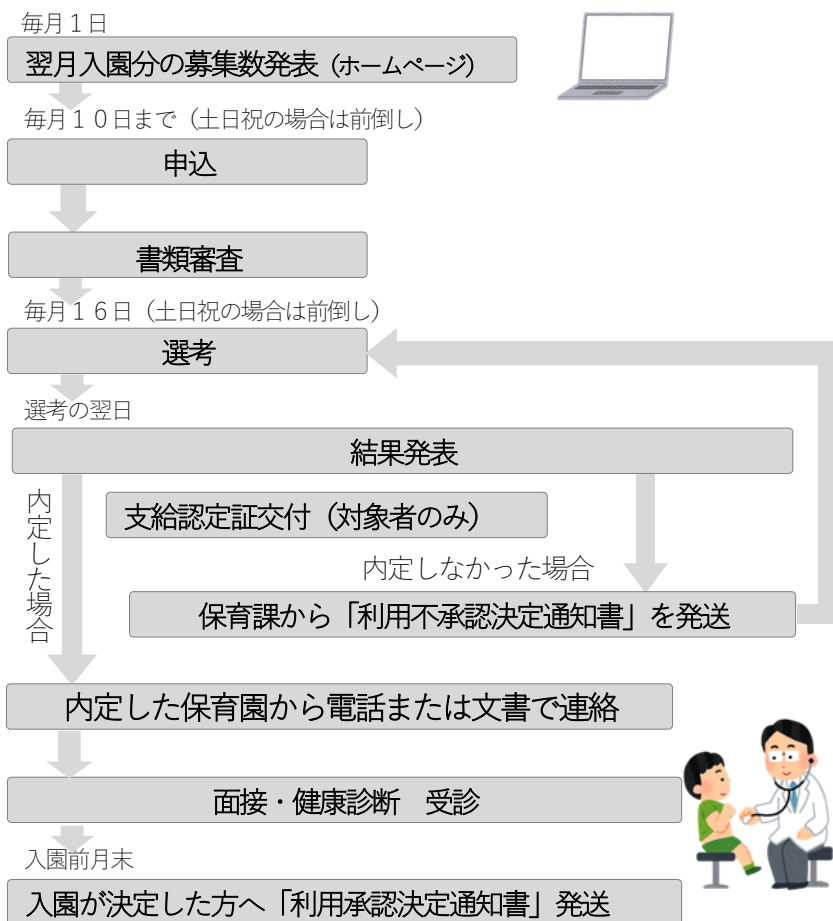 毎月１日
翌月入園分の募集数発表（ホームページ）
毎月１０日まで（土日祝の場合は前倒し）
申込
書類審査
毎月１６日（土日祝の場合は前倒し）
選考
選考の翌日
結果発表
内定した場合
支給認定証交付（対象者のみ）
内定しなかった場合
保育課から「利用不承認決定通知書」を発送
内定した保育園から電話または文書で連絡
面接・健康診断　受診
入園前月末
入園が決定した方へ「利用承認決定通知書」発送